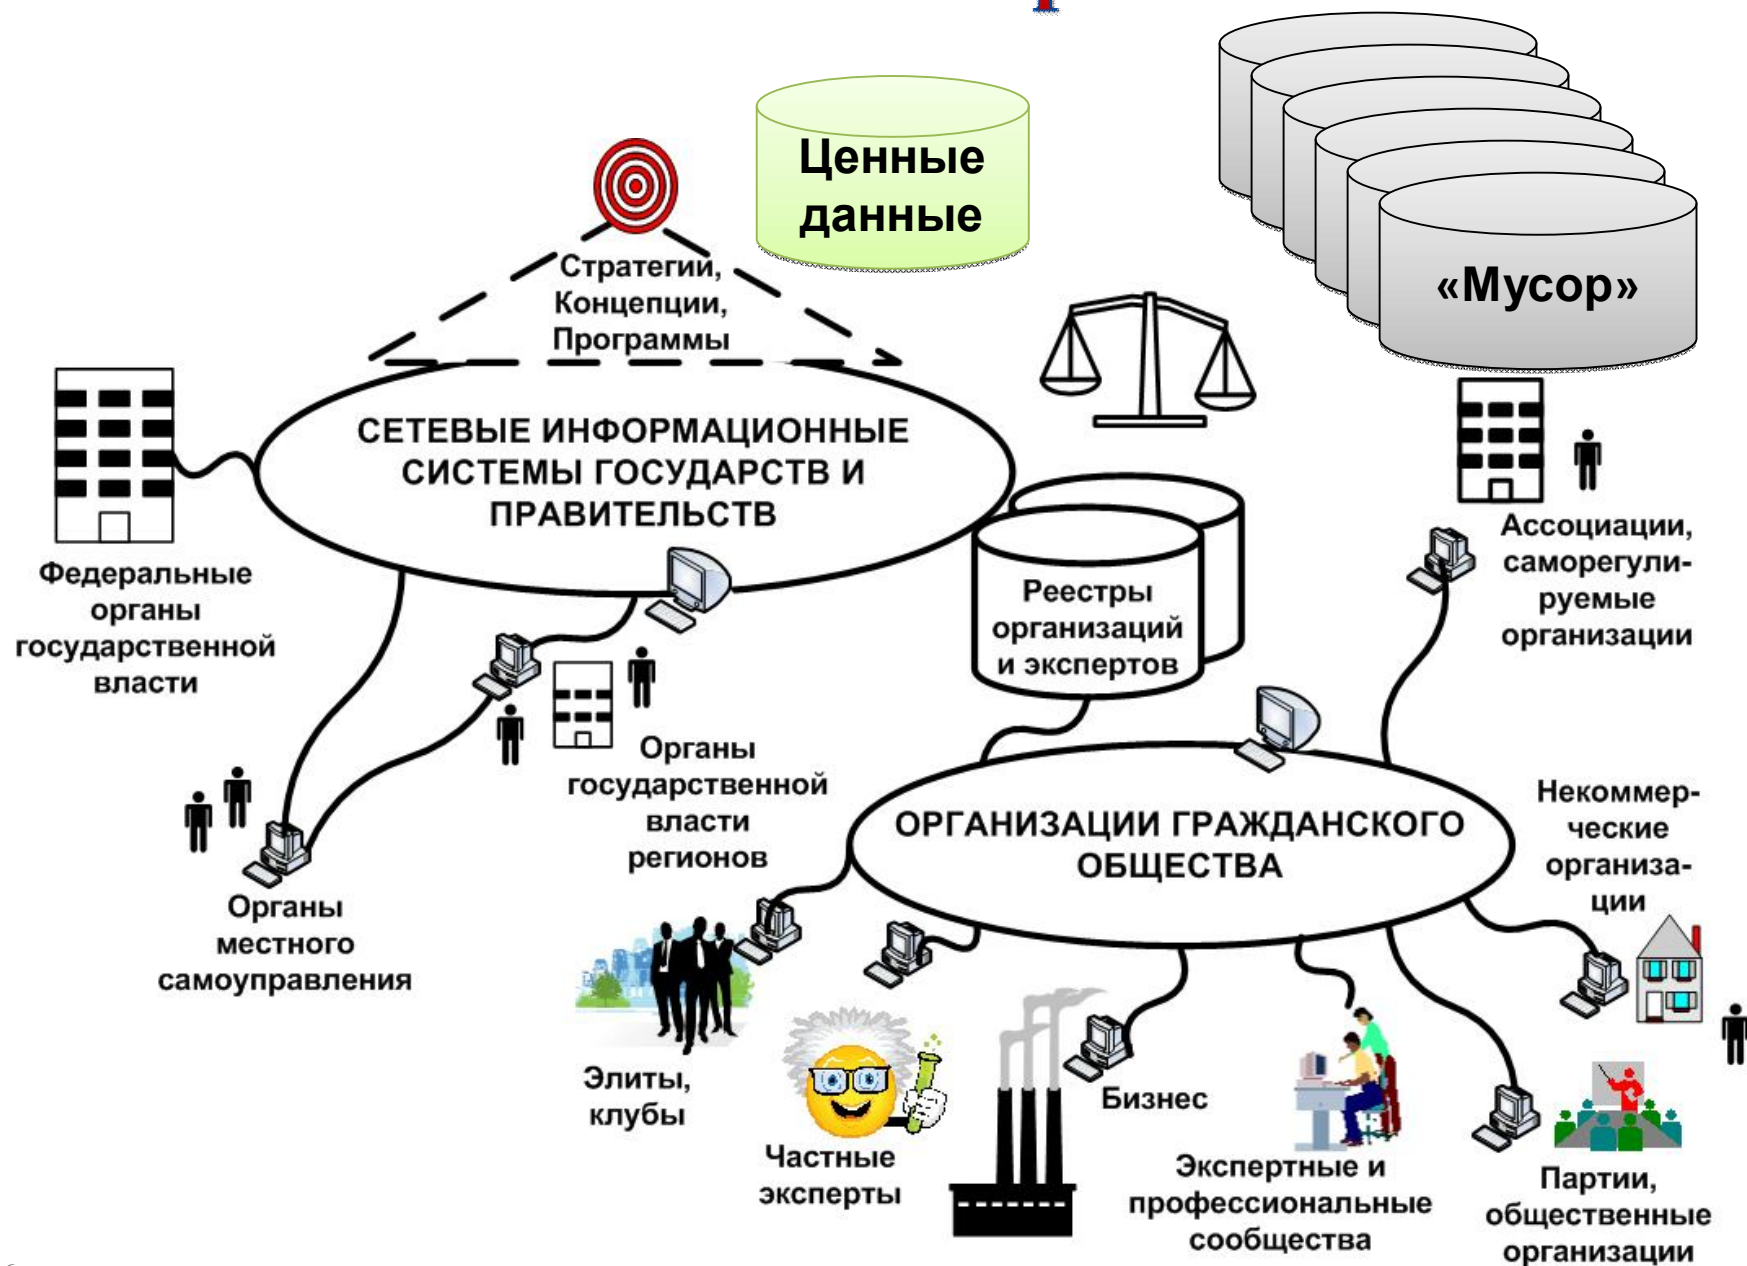 Ценные
данные
«Мусор»
Стратегии,
Концепции,
Программы
СЕТЕВЫЕ ИНФОРМАЦИОННЫЕ
СИСТЕМЫ ГОСУДАРСТВ И
ПРАВИТЕЛЬСТВ
Федеральные
органы
государственной
власти
Реестры
организаций
и экспертов
Ассоциации,
саморегули-
руемые
организации
Органы
государственной
власти
регионов
Органы
местного
самоуправления
ОРГАНИЗАЦИИ ГРАЖДАНСКОГО
ОБЩЕСТВА
Некоммер-
ческие
организа-
ции
Элиты,
клубы
Частные
эксперты
Бизнес
Экспертные и
профессиональные
сообщества
Партии,
общественные
организации